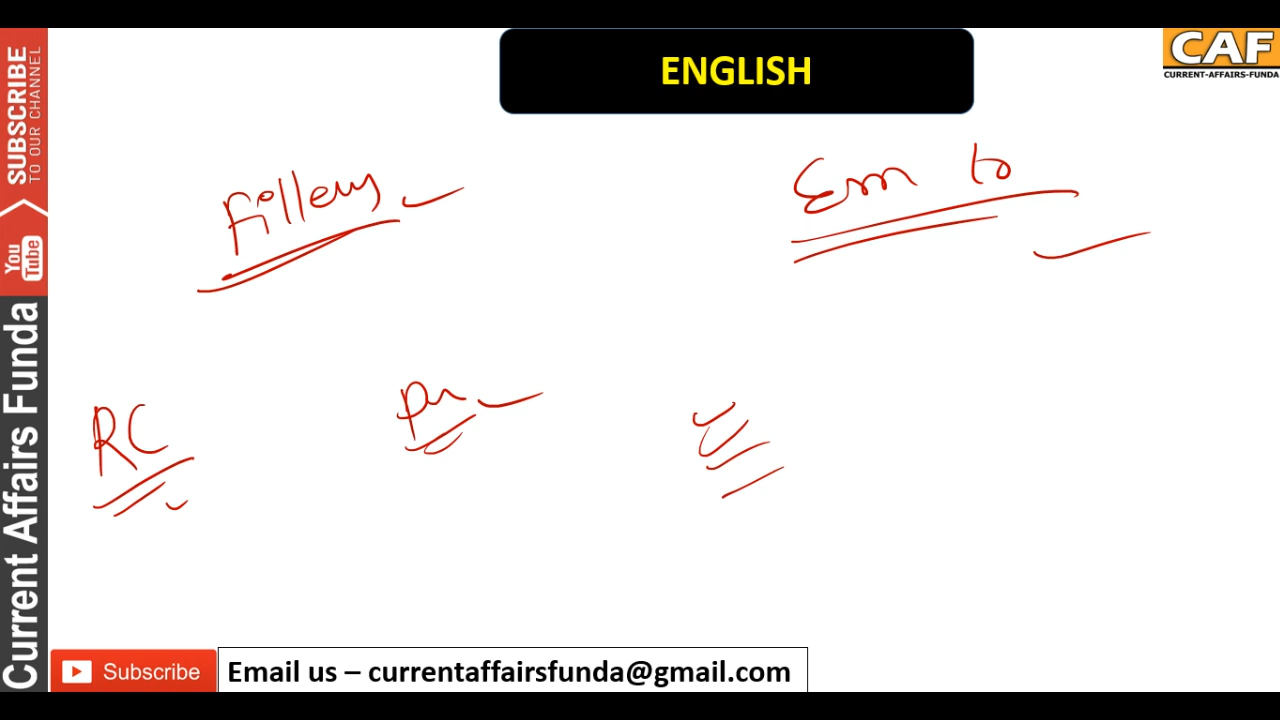 ENGLISH
CAF
CURRENT-AFFAIRS-FUNDA
SUBSCRIBE
TO OUR CHANNEL
You Tube
Current Affairs Funda
Fillers
Err to
RC
Subscribe
Email us – currentaffairsfunda@gmail.com